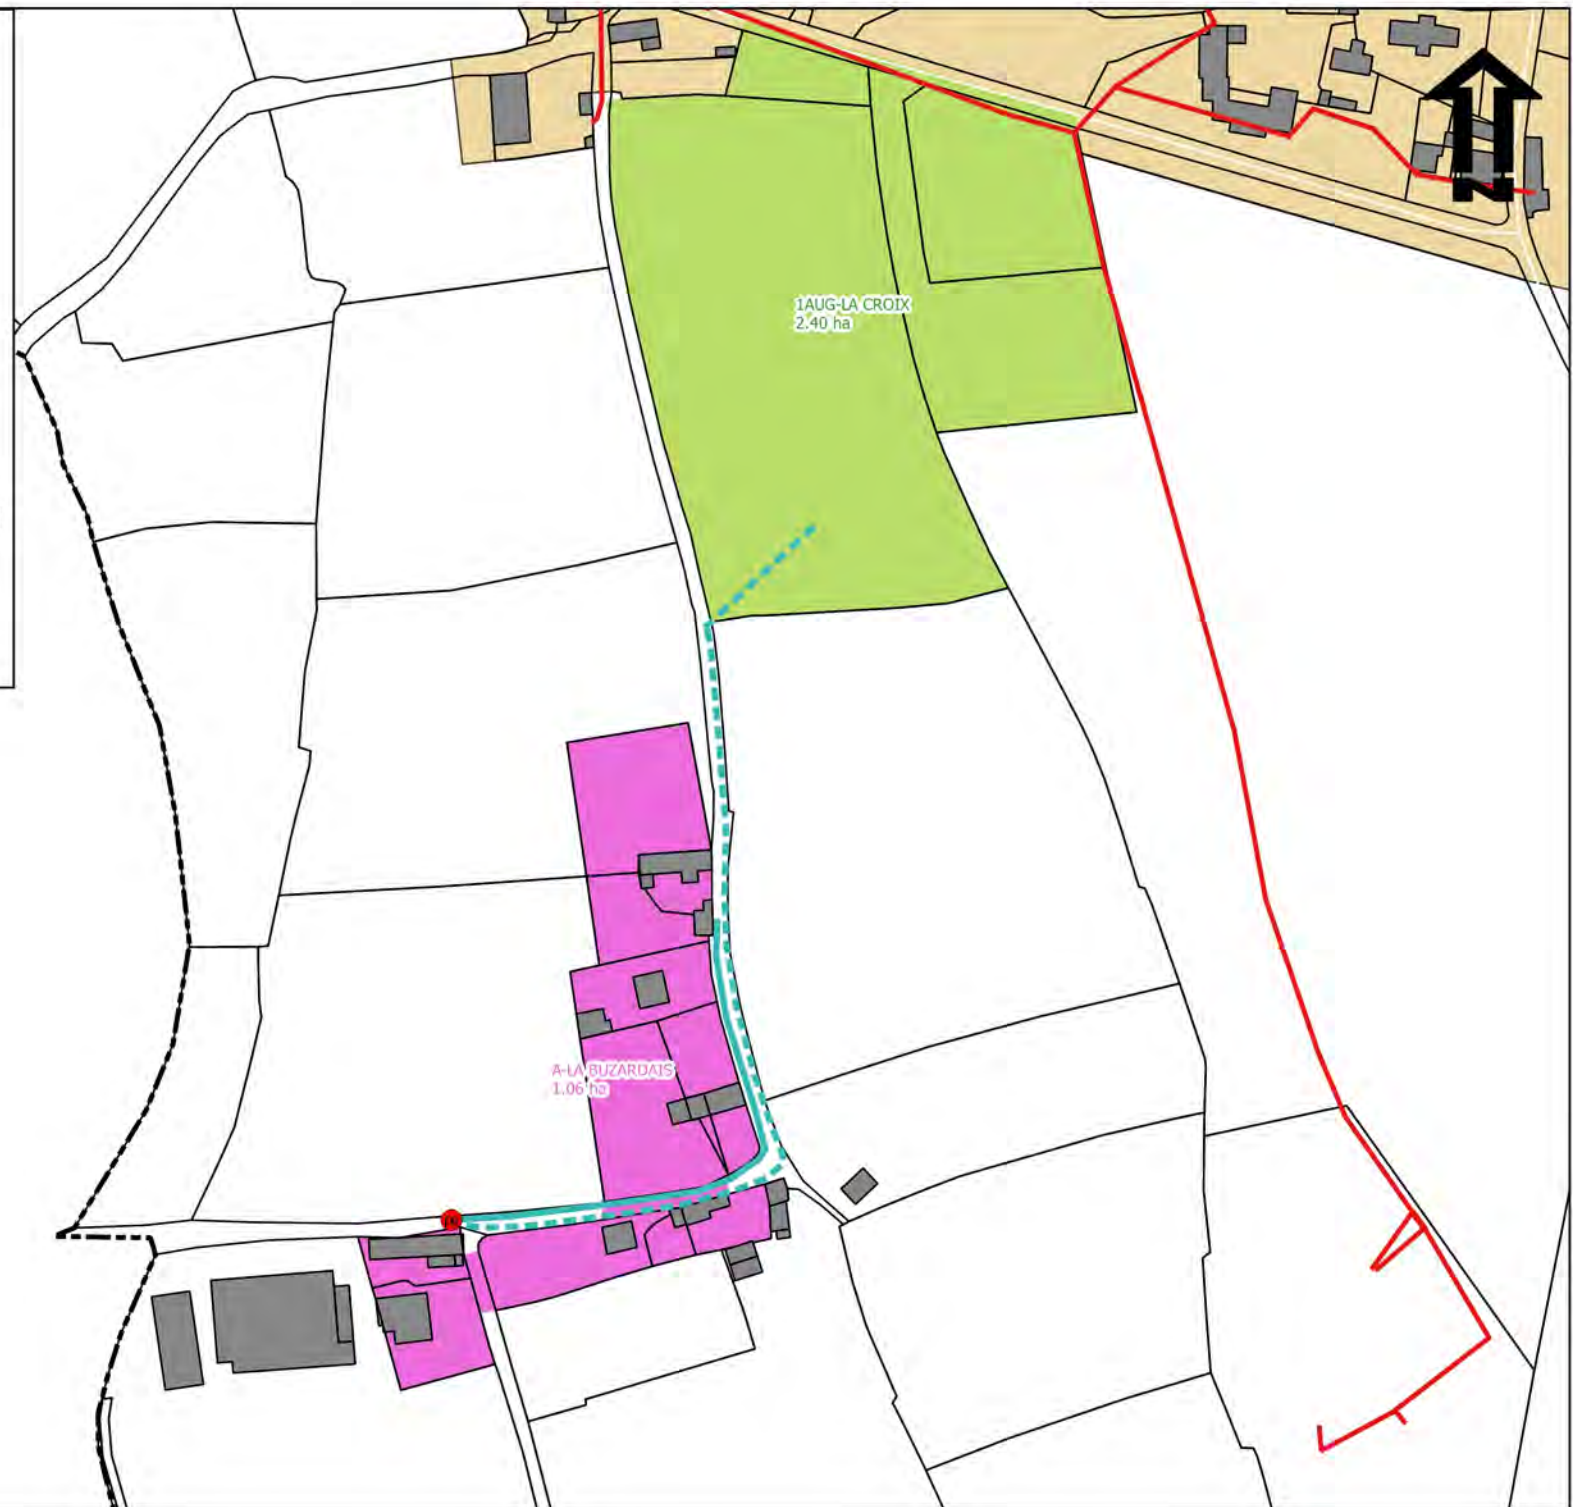 N
1AUG-LA CROIX
2.40 ha
A-LA BUZARDAIS
1.06 ha